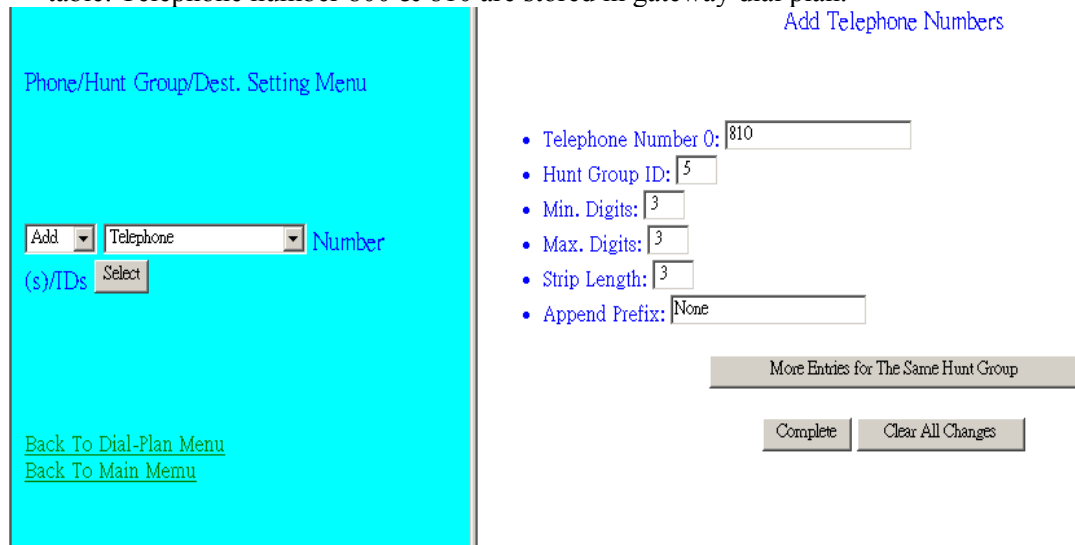 table. Telephone number 800 & 810 are stored in gateway dial plan.
Add Telephone Numbers
Phone/Hunt Group/Dest. Setting Menu
Add Telephone Number
(s)/IDs Select
Back To Dial-Plan Menu
Back To Main Memu
• Telephone Number 0: 810
• Hunt Group ID: 5
• Min. Digits: 3
• Max. Digits: 3
• Strip Length: 3
• Append Prefix: None
More Entries for The Same Hunt Group
Complete Clear All Changes